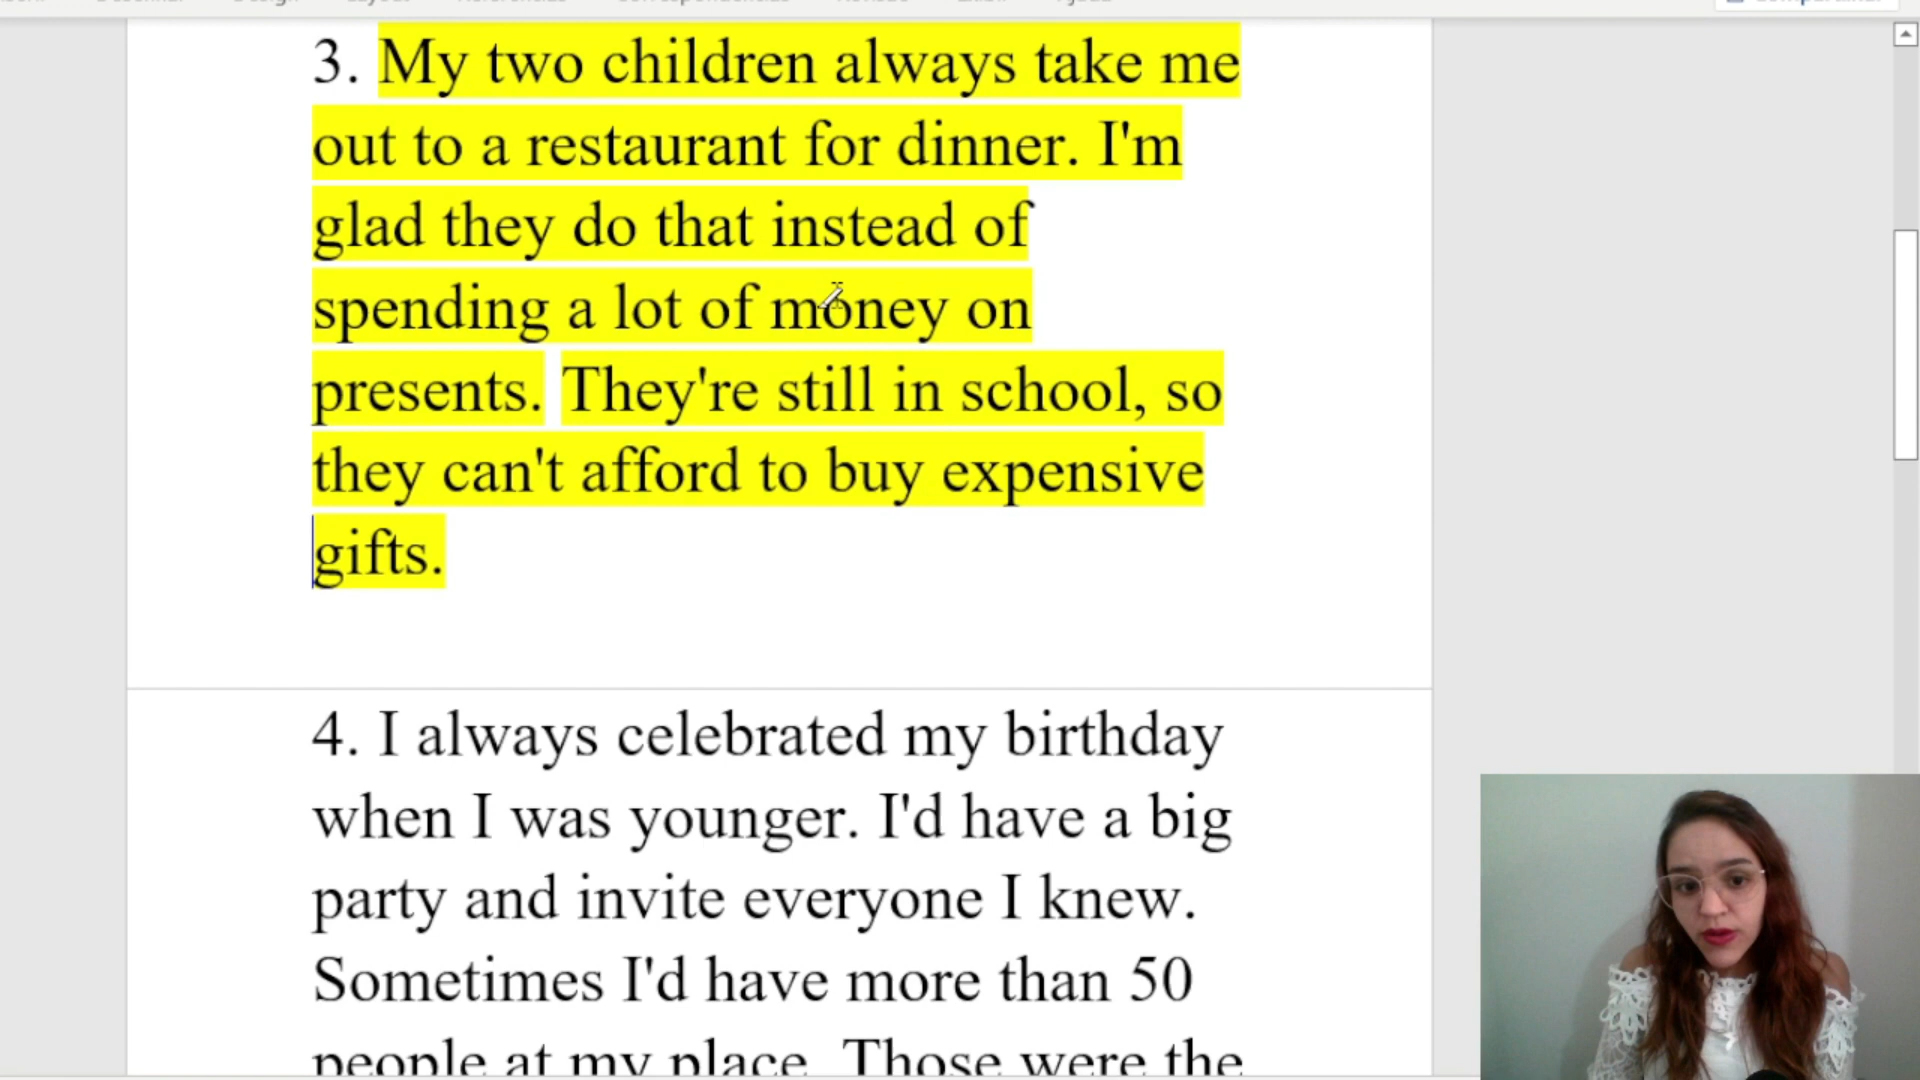 3. My two children always take me
out to a restaurant for dinner. I'm
glad they do that instead of
spending a lot of money on
presents. They're still in school, so
they can't afford to buy expensive
gifts.
4. I always celebrated my birthday
when I was younger. I'd have a big
party and invite everyone I knew.
Sometimes I'd have more than 50
people at my place. Those were the